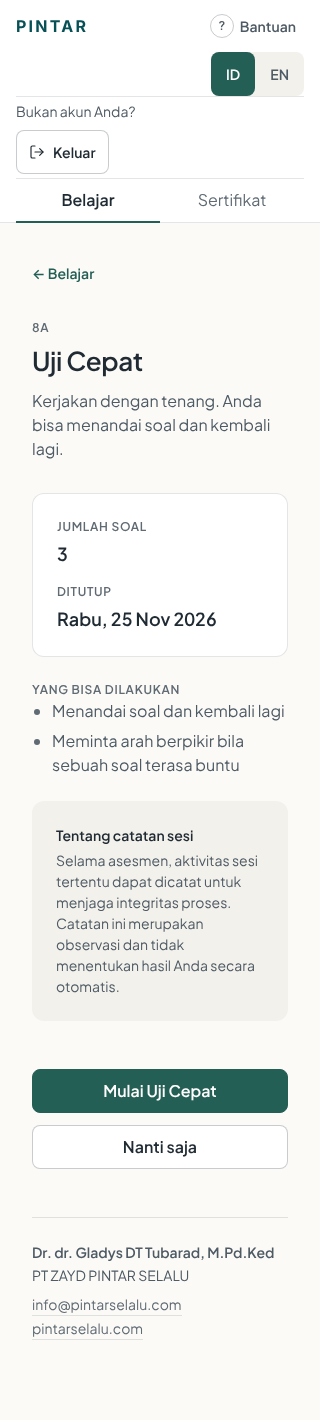 PINTAR
? Bantuan
ID EN
Bukan akun Anda?
Keluar
Belajar Sertifikat
← Belajar
8A
Uji Cepat
Kerjakan dengan tenang. Anda
bisa menandai soal dan kembali
lagi.
JUMLAH SOAL
3
DITUTUP
Rabu, 25 Nov 2026
YANG BISA DILAKUKAN
• Menandai soal dan kembali lagi
• Meminta arah berpikir bila
sebuah soal terasa buntu
Tentang catatan sesi
Selama asesmen, aktivitas sesi
tertentu dapat dicatat untuk
menjaga integritas proses.
Catatan ini merupakan
observasi dan tidak
menentukan hasil Anda secara
otomatis.
Mulai Uji Cepat
Nanti saja
Dr. dr. Gladys DT Tubarad, M.Pd.Ked
PT ZAYD PINTAR SELALU
info@pintarselalu.com
pintarselalu.com